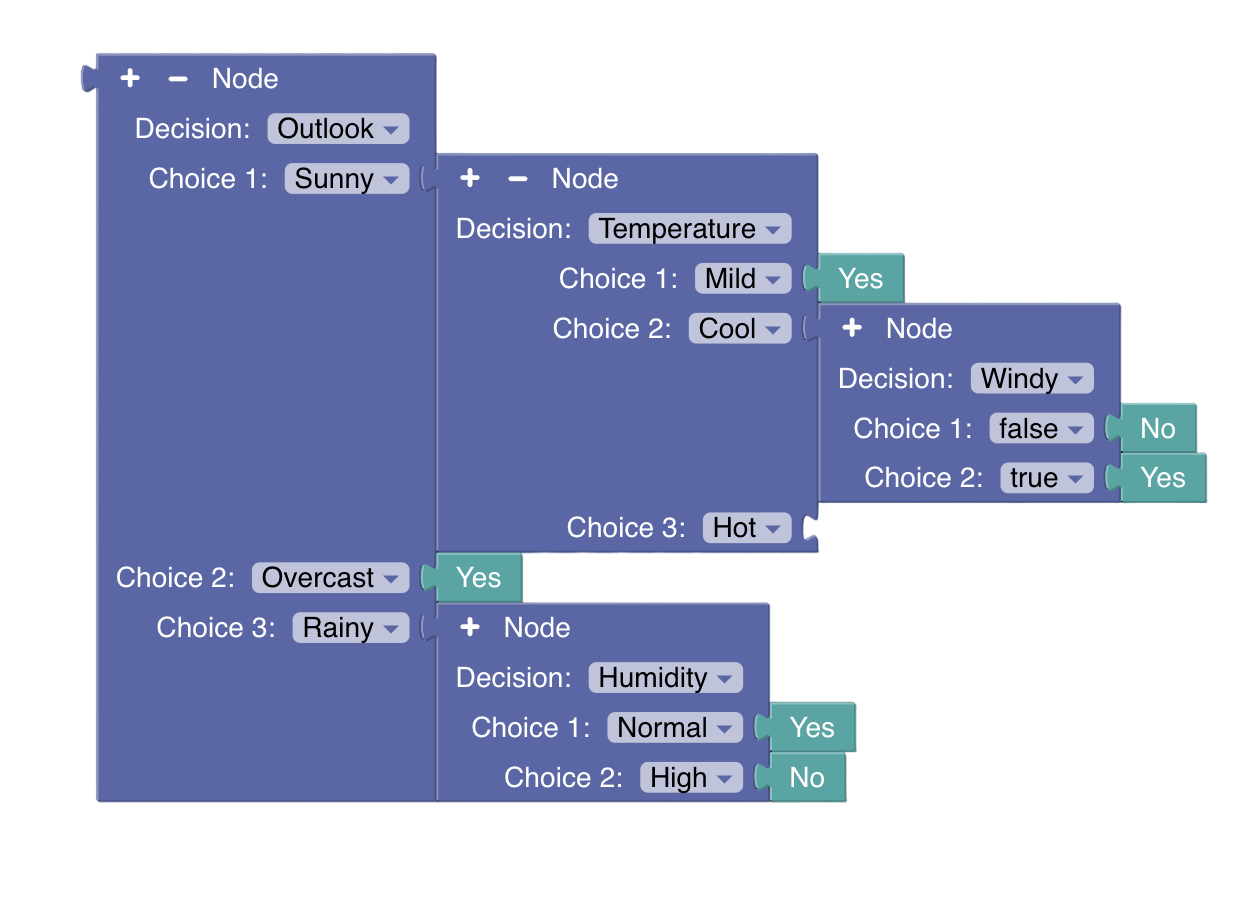 + − Node
Decision: Outlook
Choice 1: Sunny
+ − Node
Decision: Temperature
Choice 1: Mild Yes
Choice 2: Cool
+ Node
Decision: Windy
Choice 1: false No
Choice 2: true Yes
Choice 3: Hot
Choice 2: Overcast Yes
Choice 3: Rainy
+ Node
Decision: Humidity
Choice 1: Normal Yes
Choice 2: High No